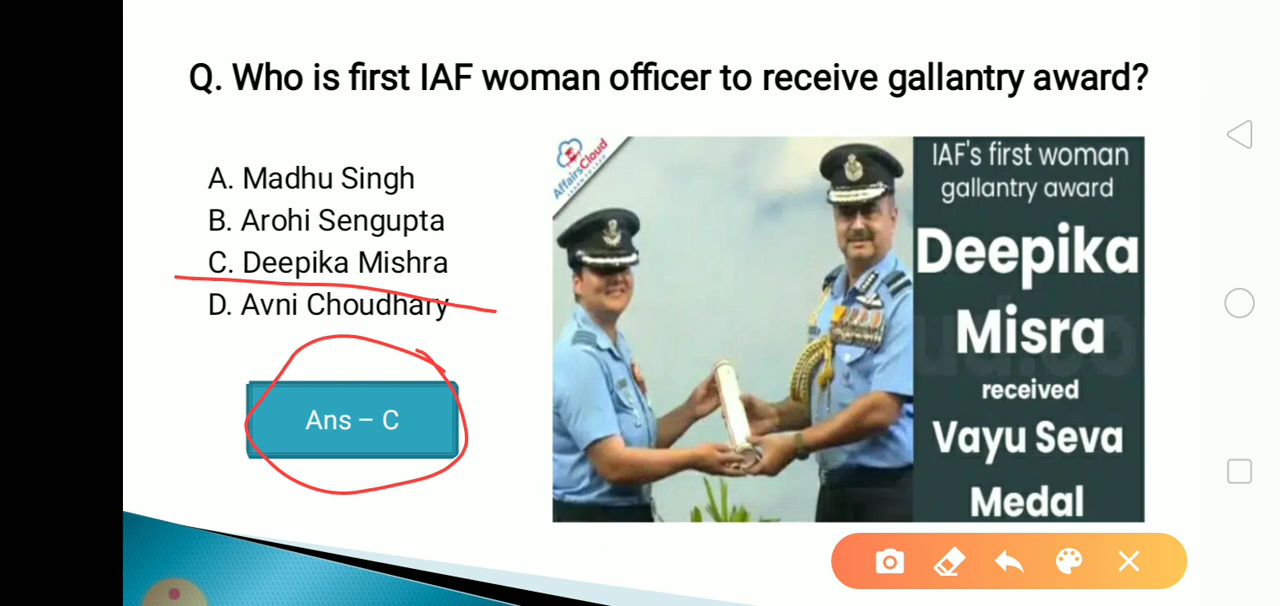 Q. Who is first IAF woman officer to receive gallantry award?
A. Madhu Singh
B. Arohi Sengupta
C. Deepika Mishra
D. Avni Choudhary
Ans – C
AffairsCloud
IAF's first woman
gallantry award
Deepika
Misra
received
Vayu Seva
Medal